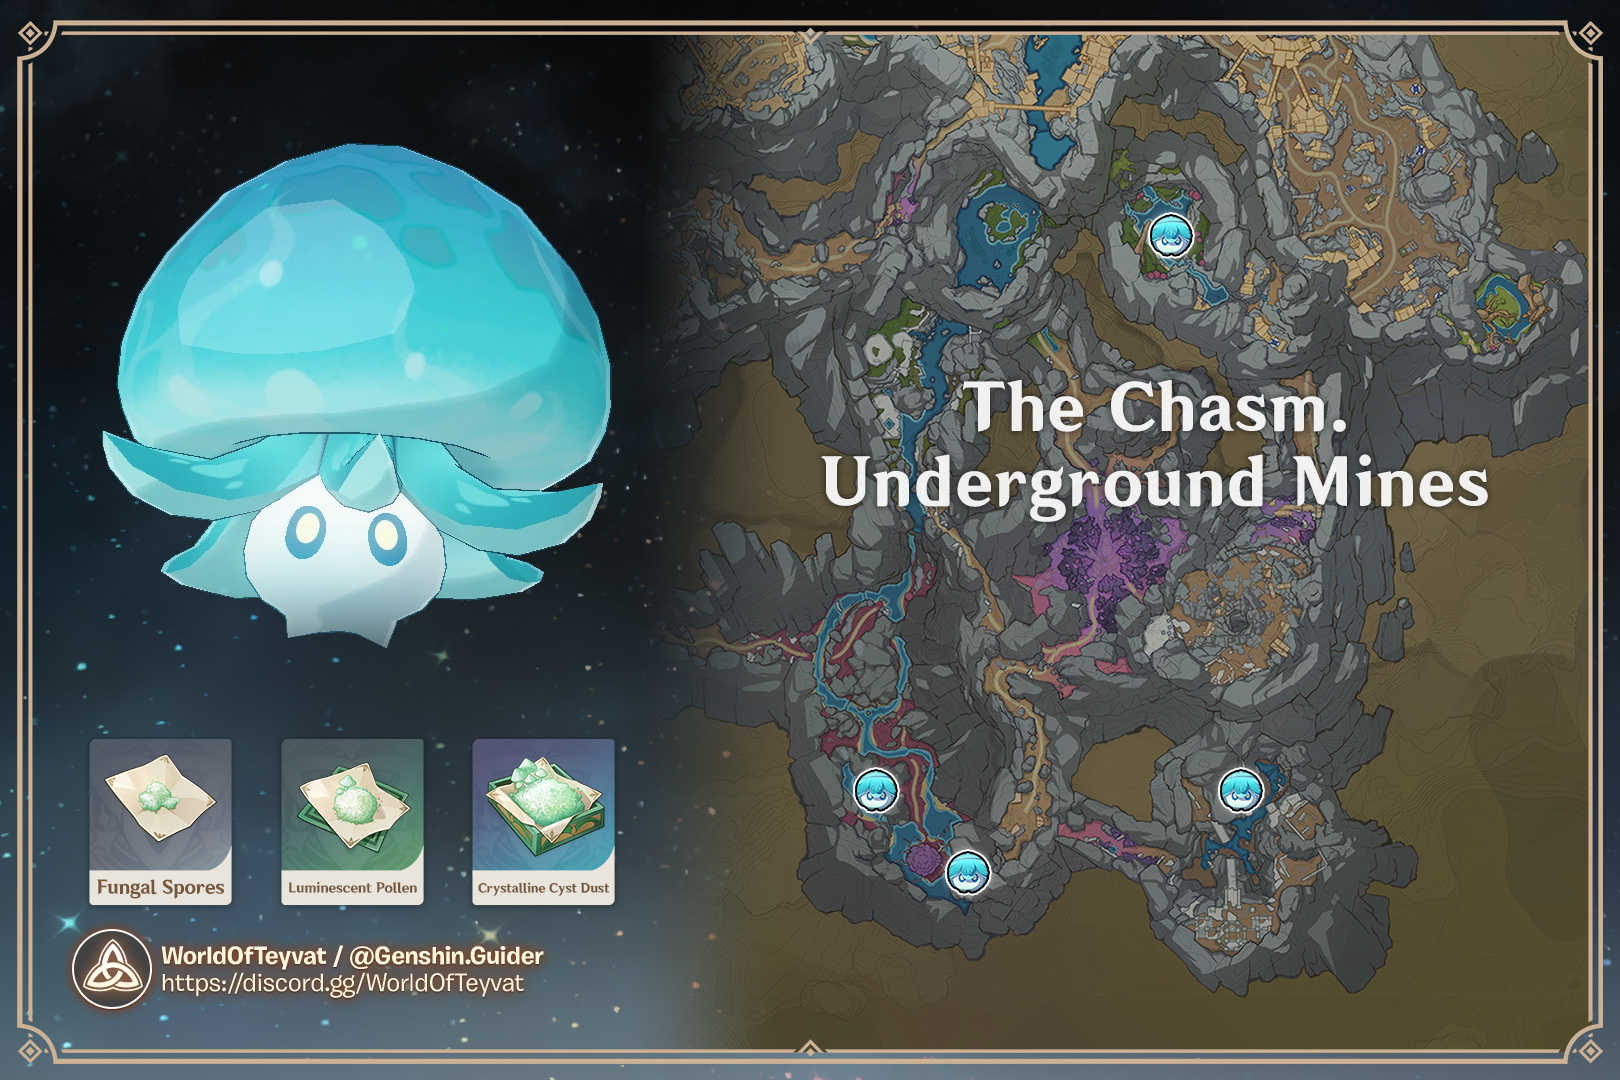 The Chasm.
Underground Mines
Fungal Spores
Luminescent Pollen
Crystalline Cyst Dust
WorldOfTeyvat / @Genshin.Guider
https://discord.gg/WorldOfTeyvat